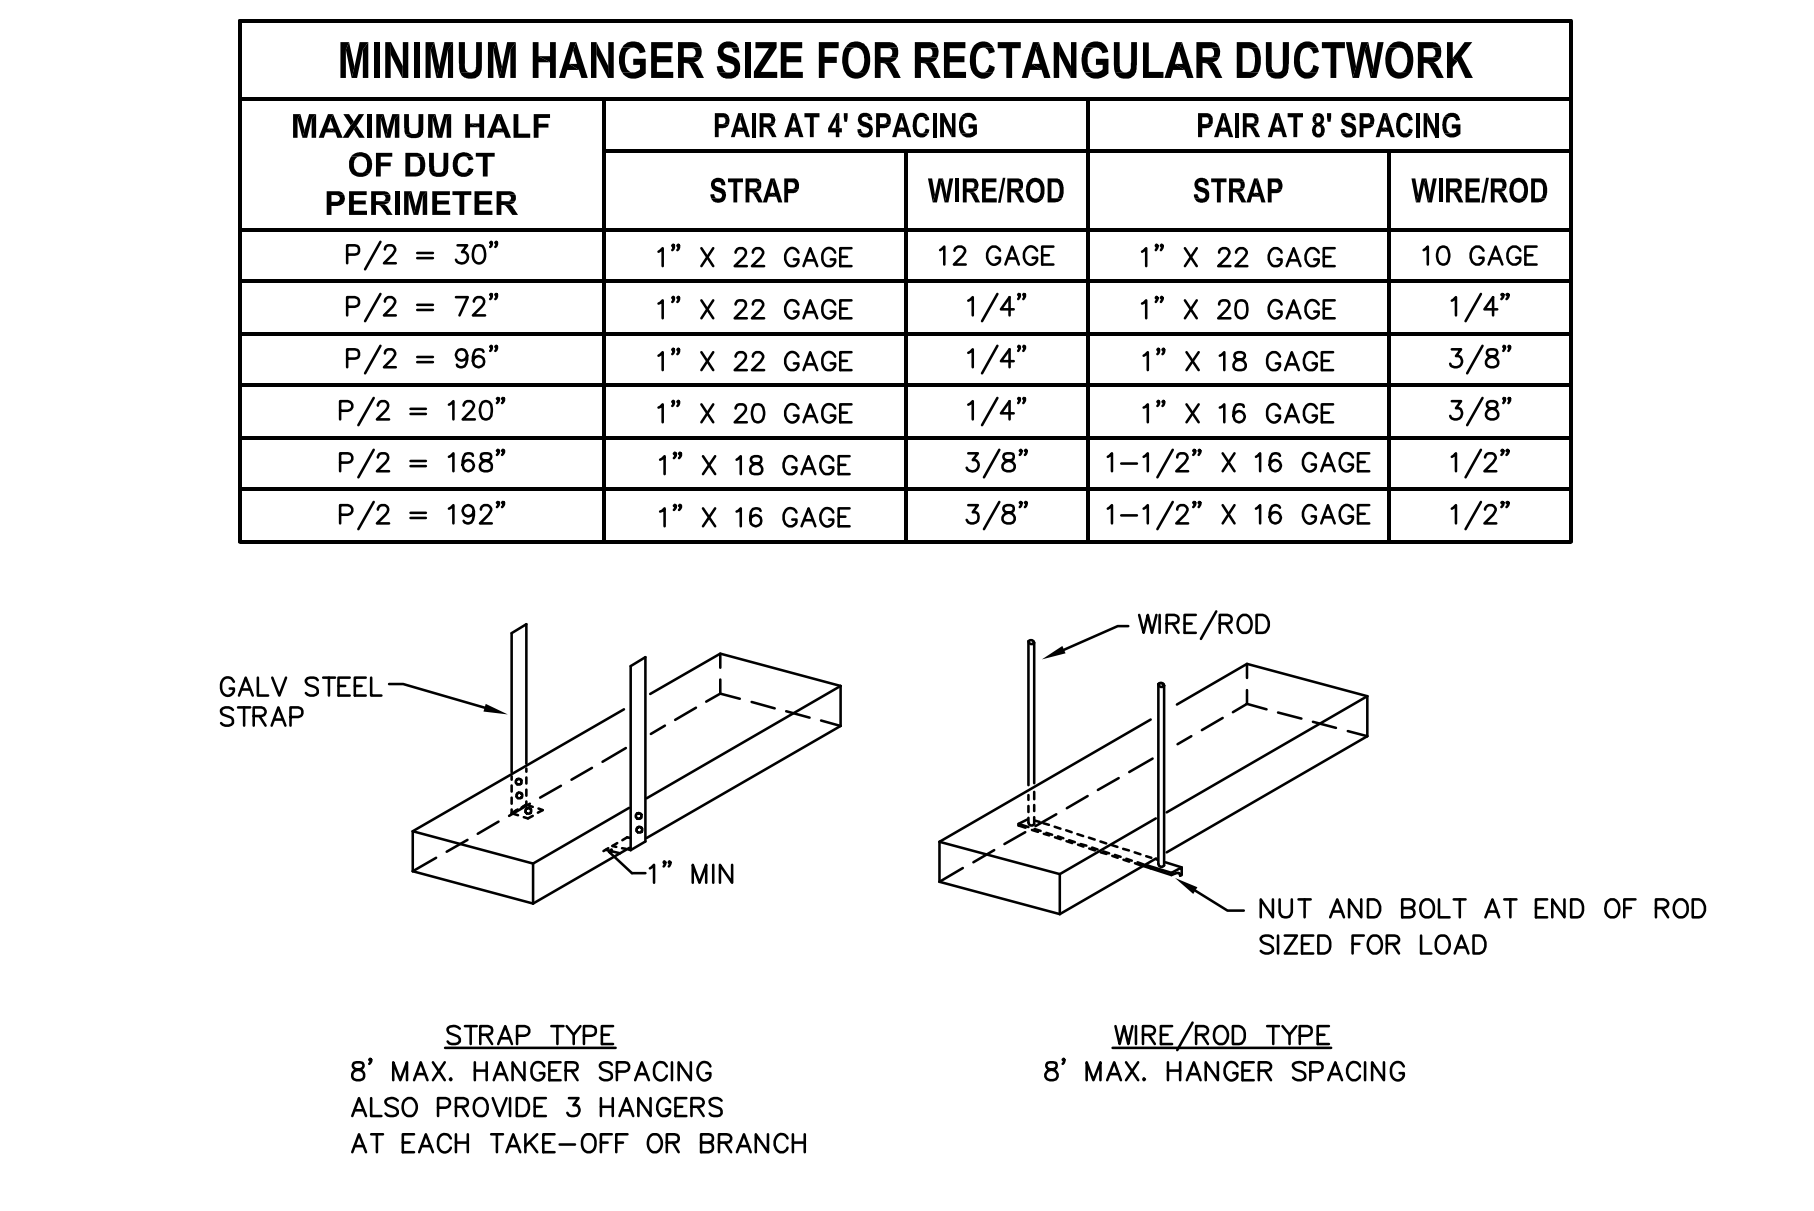 MINIMUM HANGER SIZE FOR RECTANGULAR DUCTWORK
MAXIMUM HALF
OF DUCT
PERIMETER
PAIR AT 4' SPACING
PAIR AT 8' SPACING
STRAP
WIRE/ROD
STRAP
WIRE/ROD
P/2 = 30” 1” X 22 GAGE 12 GAGE 1” X 22 GAGE 10 GAGE
P/2 = 72” 1” X 22 GAGE 1/4” 1” X 20 GAGE 1/4”
P/2 = 96” 1” X 22 GAGE 1/4” 1” X 18 GAGE 3/8”
P/2 = 120” 1” X 20 GAGE 1/4” 1” X 16 GAGE 3/8”
P/2 = 168” 1” X 18 GAGE 3/8” 1-1/2” X 16 GAGE 1/2”
P/2 = 192” 1” X 16 GAGE 3/8” 1-1/2” X 16 GAGE 1/2”
GALV STEEL
STRAP
1” MIN
WIRE/ROD
NUT AND BOLT AT END OF ROD
SIZED FOR LOAD
STRAP TYPE
8’ MAX. HANGER SPACING
ALSO PROVIDE 3 HANGERS
AT EACH TAKE-OFF OR BRANCH
WIRE/ROD TYPE
8’ MAX. HANGER SPACING